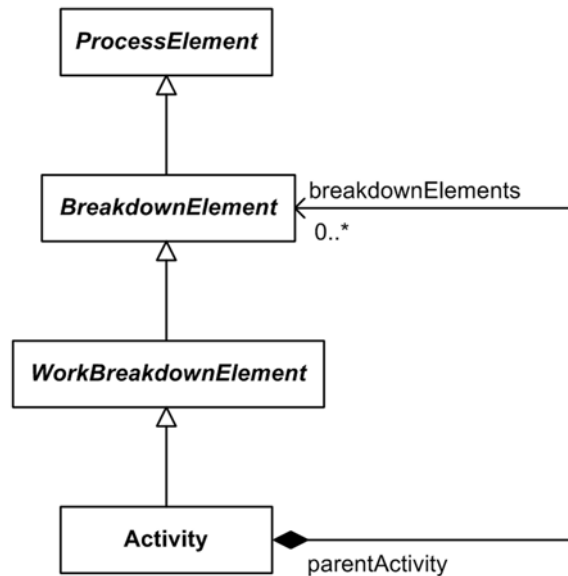 ProcessElement
BreakdownElement
breakdownElements
0..*
WorkBreakdownElement
Activity
parentActivity